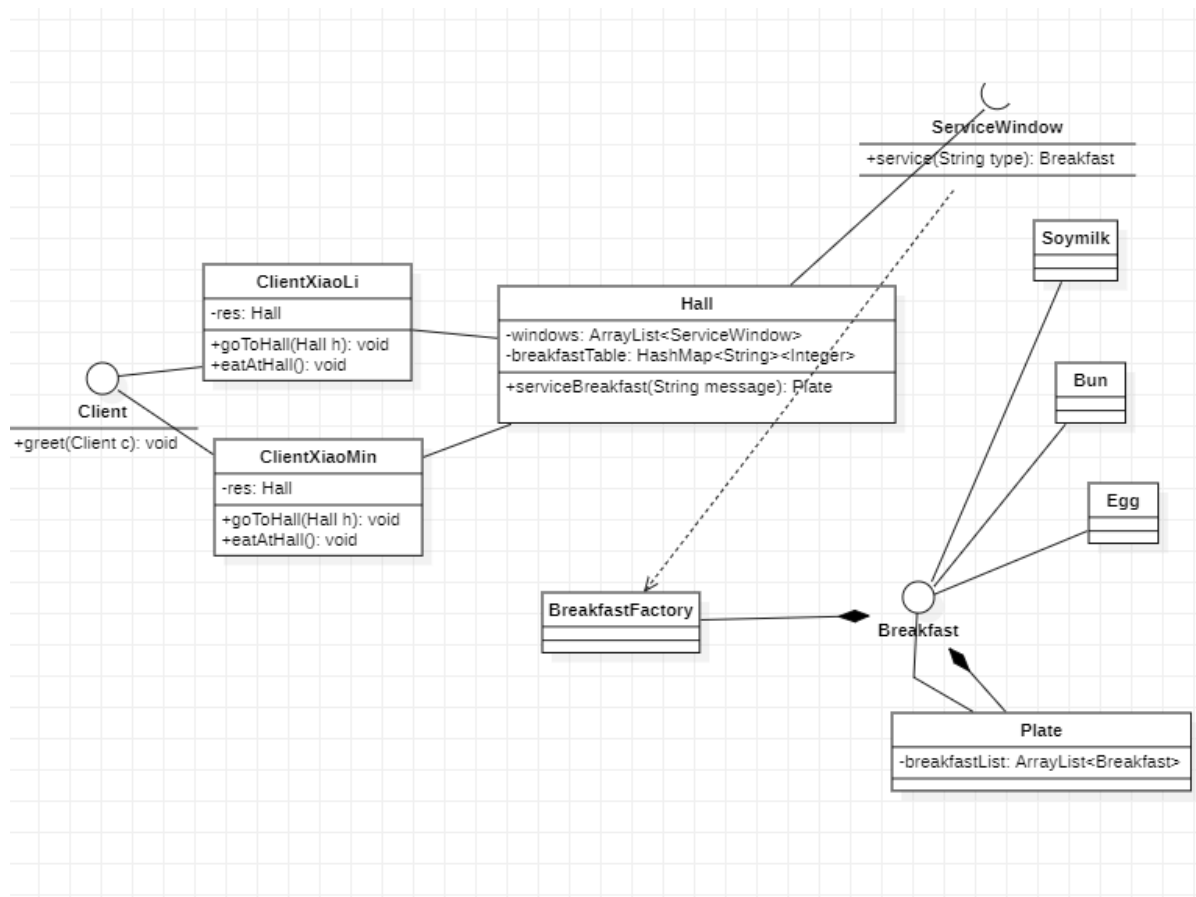 ServiceWindow
+service(String type): Breakfast
Soymilk
ClientXiaoLi
-res: Hall
+goToHall(Hall h): void
+eatAtHall(): void
Hall
-windows: ArrayList<ServiceWindow>
-breakfastTable: HashMap<String><Integer>
+serviceBreakfast(String message): Plate
Client
+greet(Client c): void
Bun
ClientXiaoMin
-res: Hall
+goToHall(Hall h): void
+eatAtHall(): void
Egg
BreakfastFactory
Breakfast
Plate
-breakfastList: ArrayList<Breakfast>